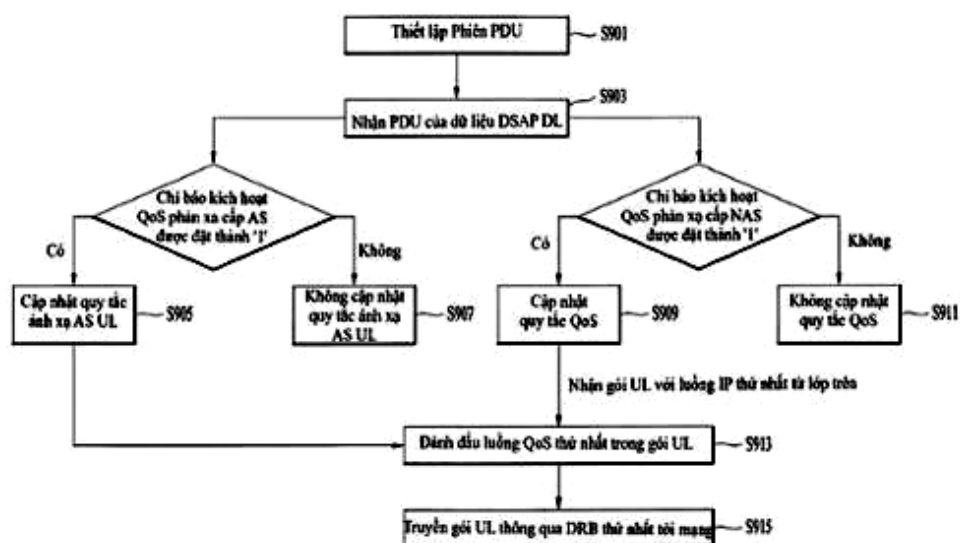 Thiết lập Phiên PDU
S901
S903
Nhận PDU của dữ liệu DSAP DL
Chỉ báo kích hoạt
QoS phản xạ cấp AS
được đặt thành '1'
Chỉ báo kích hoạt
QoS phản xạ cấp NAS
được đặt thành '1'
Có
Không
Có
Không
Cập nhật quy tắc
ánh xạ AS UL
S905
Không cập nhật
quy tắc ánh xạ
AS UL
S907
Cập nhật
quy tắc QoS
S909
Không cập nhật
quy tắc QoS
S911
Nhận gói UL với luồng IP thứ nhất từ lớp trên
Đánh dấu luồng QoS thứ nhất trong gói UL
S913
Truyền gói UL thông qua DRB thứ nhất tới mạng
S915